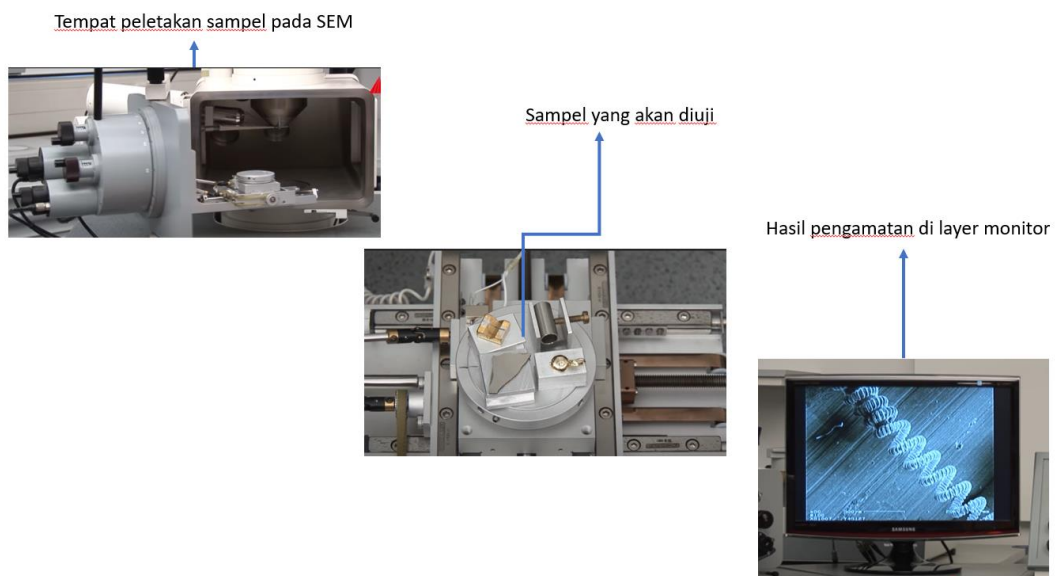 Tempat peletakan sampel pada SEM
Sampel yang akan diuji
Hasil pengamatan di layer monitor
SAMSUNG